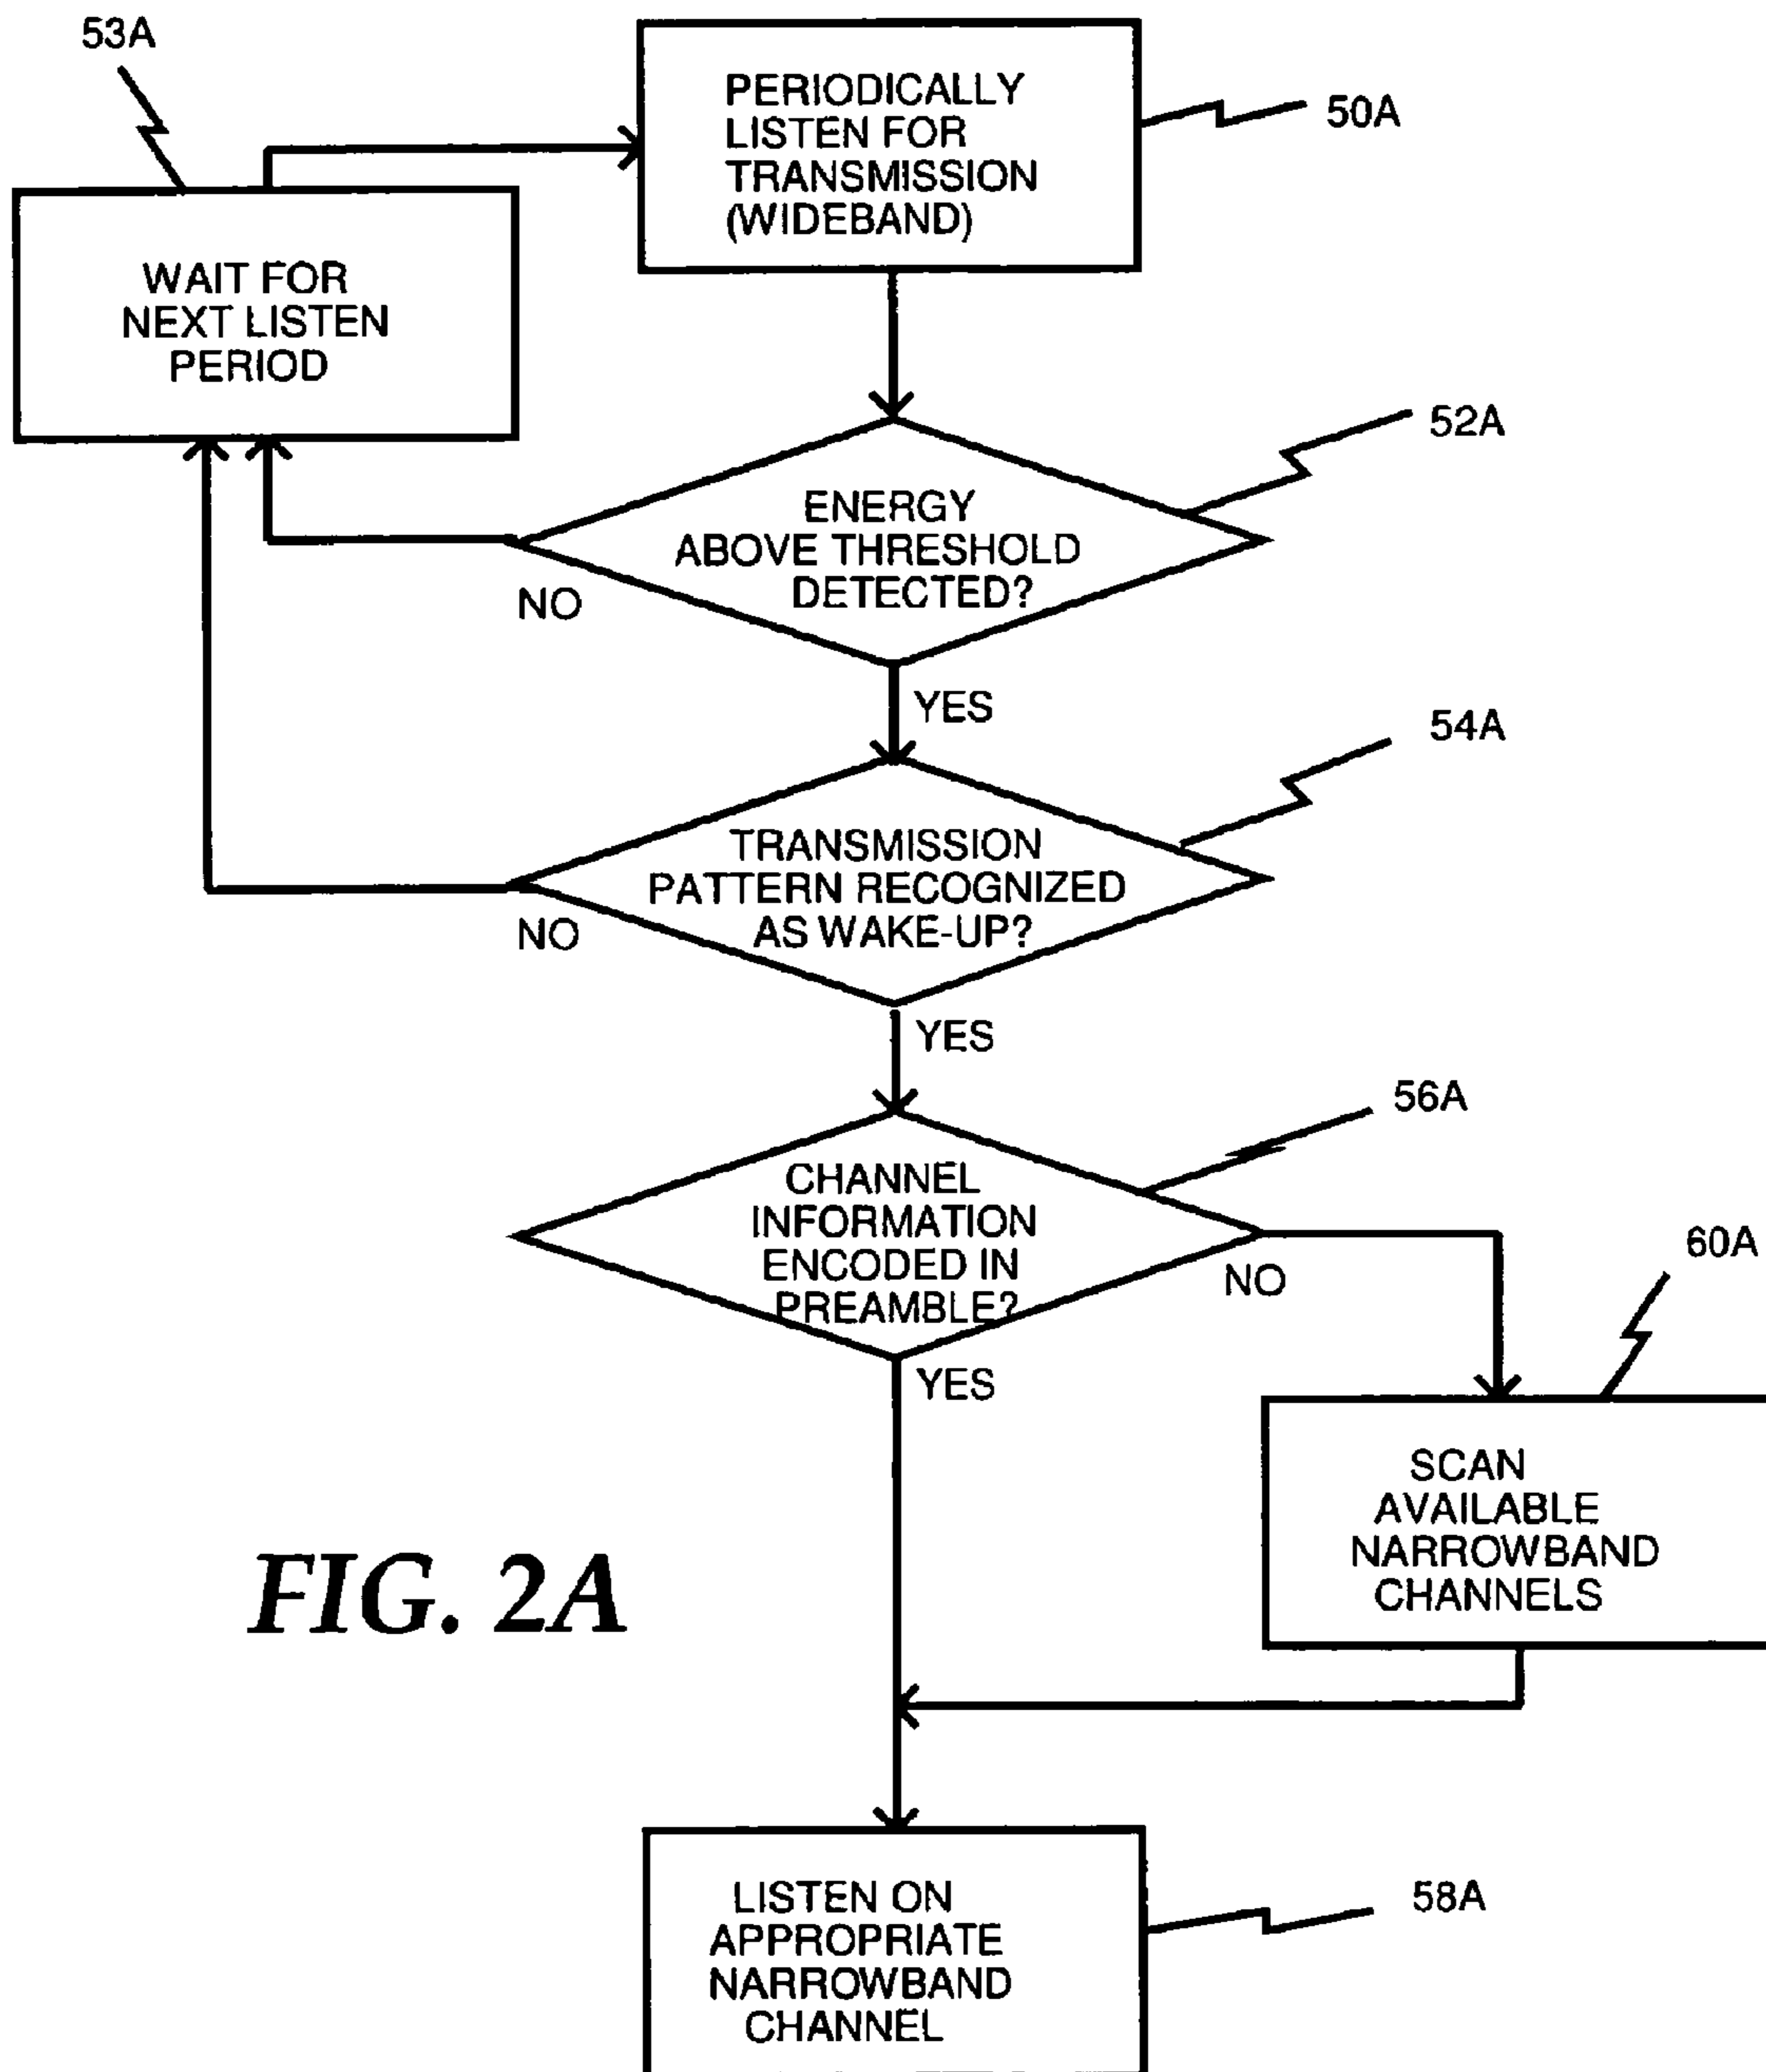 53A
PERIODICALLY
LISTEN FOR
TRANSMISSION
(WIDEBAND)
50A
WAIT FOR
NEXT LISTEN
PERIOD
52A
ENERGY
ABOVE THRESHOLD
DETECTED?
NO
YES
54A
TRANSMISSION
PATTERN RECOGNIZED
AS WAKE-UP?
NO
YES
56A
CHANNEL
INFORMATION
ENCODED IN
PREAMBLE?
NO
60A
YES
SCAN
AVAILABLE
NARROWBAND
CHANNELS
FIG. 2A
LISTEN ON
APPROPRIATE
NARROWBAND
CHANNEL
58A